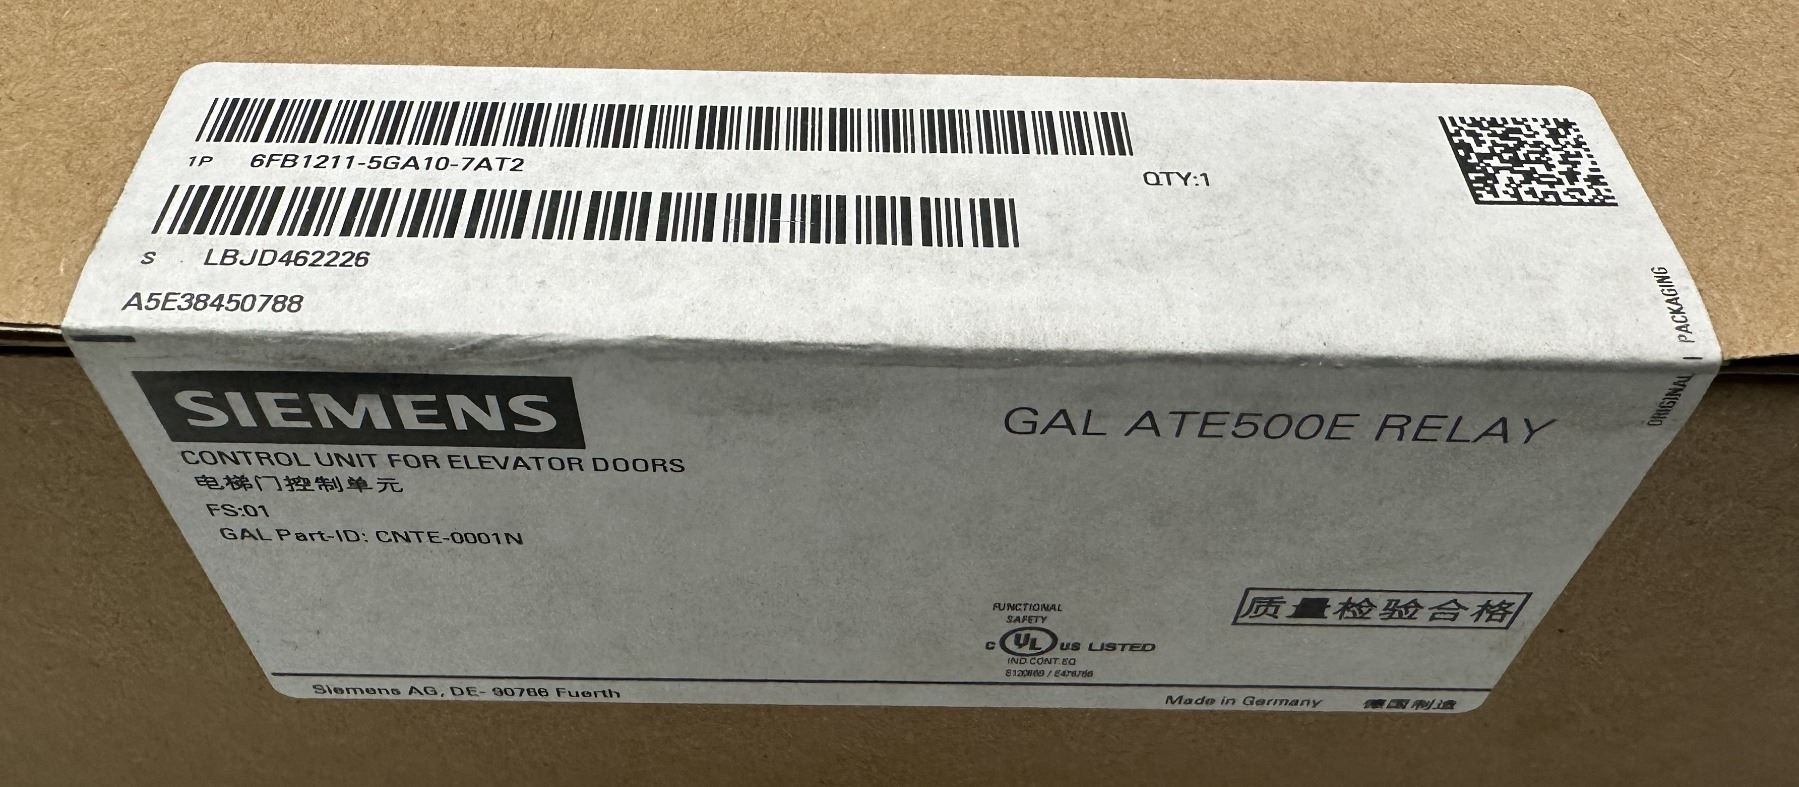 1P 6FB1211-5GA10-7AT2
QTY:1
S LBJD462226
A5E38450788
ORIGINAL | PACKAGING
SIEMENS
GAL ATE500E RELAY
CONTROL UNIT FOR ELEVATOR DOORS
电梯门控制单元
FS:01
GAL Part-ID: CNTE-0001N
FUNCTIONAL
SAFETY
C UL US LISTED
IND.CONT.EQ
质量检验合格
Siemens AG, DE- 90766 Fuerth
Made in Germany 德国制造